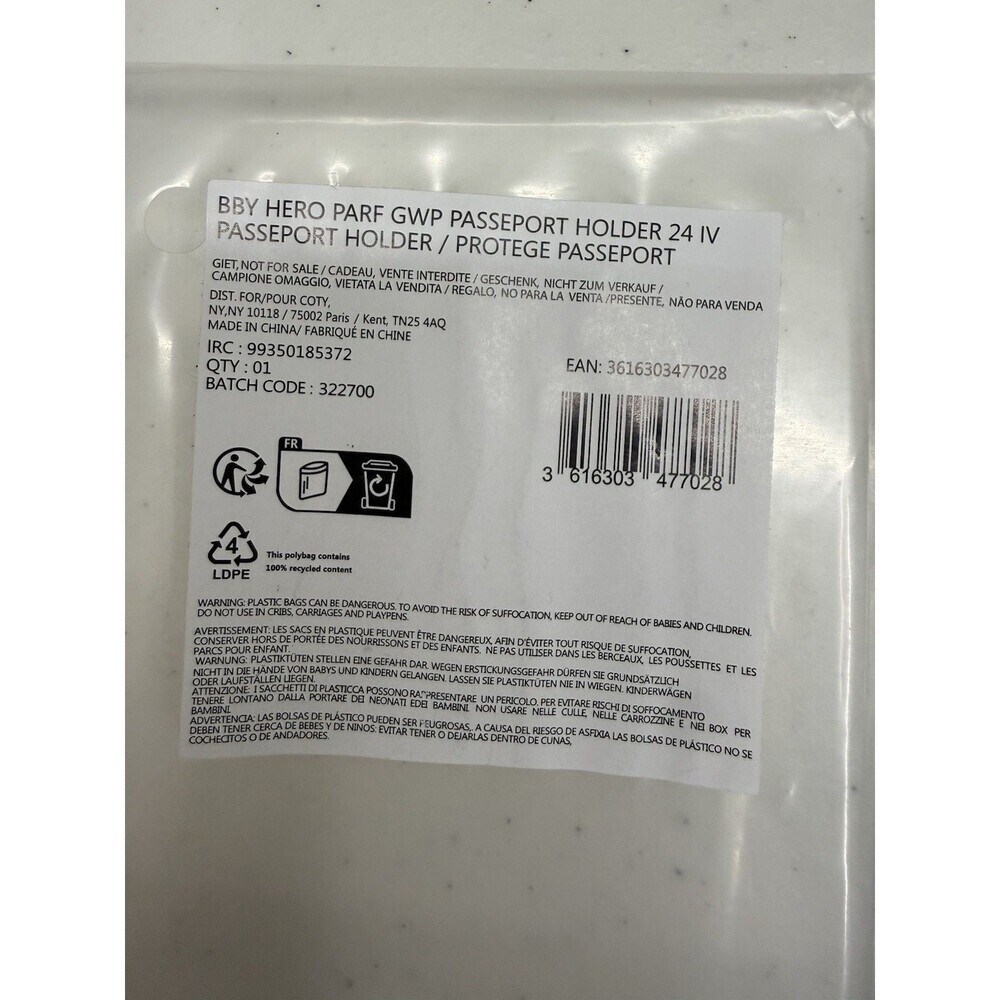 BBY HERO PARF GWP PASSEPORT HOLDER 24 IV
PASSEPORT HOLDER / PROTEGE PASSEPORT
GIET, NOT FOR SALE / CADEAU, VENTE INTERDITE / GESCHENK, NICHT ZUM VERKAUF /
CAMPIONE OMAGGIO, VIETATA LA VENDITA / REGALO, NO PARA LA VENTA /PRESENTE, NÃO PARA VENDA
DIST. FOR/POUR COTY,
NY,NY 10118 / 75002 Paris / Kent, TN25 4AQ
MADE IN CHINA/ FABRIQUÉ EN CHINE
IRC : 99350185372
QTY : 01
BATCH CODE : 322700
EAN: 3616303477028
3 616303 477028
FR
4
LDPE
This polybag contains
100% recycled content
WARNING: PLASTIC BAGS CAN BE DANGEROUS. TO AVOID THE RISK OF SUFFOCATION, KEEP OUT OF REACH OF BABIES AND CHILDREN.
DO NOT USE IN CRIBS, CARRIAGES AND PLAYPENS.
AVERTISSEMENT: LES SACS EN PLASTIQUE PEUVENT ÊTRE DANGEREUX, AFIN D'ÉVITER TOUT RISQUE DE SUFFOCATION,
CONSERVER HORS DE PORTÉE DES NOURRISSONS ET DES ENFANTS. NE PAS UTILISER DANS LES BERCEAUX, LES POUSSETTES ET LES
PARCS POUR ENFANT.
WARNUNG: PLASTIKTÜTEN STELLEN EINE GEFAHR DAR. WEGEN ERSTICKUNGSGEFAHR DÜRFEN SIE GRUNDSÄTZLICH
NICHT IN DIE HÄNDE VON BABYS UND KINDERN GELANGEN. LASSEN SIE PLASTIKTÜTEN NIE IN WIEGEN. KINDERWÄGEN
ODER LAUFSTÄLLEN LIEGEN.
ATTENZIONE: I SACCHETTI DI PLASTICCA POSSONO RAPPRESENTARE UN PERICOLO. PER EVITARE RISCHI DI SOFFOCAMENTO
TENERE LONTANO DALLA PORTARE DEI NEONATI EDEI BAMBINI. NON USARE NELLE CULLE, NELLE CARROZZINE E NEI BOX PER
BAMBINI.
ADVERTENCIA: LAS BOLSAS DE PLÁSTICO PUEDEN SER PEUGROSAS, A CAUSA DEL RIESGO DE ASFIXIA LAS BOLSAS DE PLÁSTICO NO SE
DEBEN TENER CERCA DE BEBES Y DE NINOS: EVITAR TENER O DEJARLAS DENTRO DE CUNAS,
COCHECITOS O DE ANDADORES.